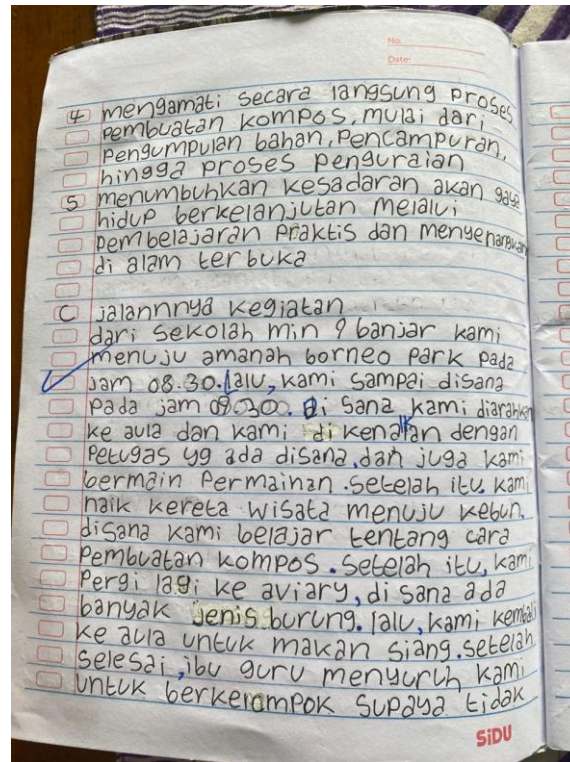 No.
Date:
4 mengamati secara langsung proses
pembuatan kompos, mulai dari
pengumpulan bahan, pencampuran,
hingga proses penguraian
5 menumbuhkan kesadaran akan gaya
hidup berkelanjutan melalui
pembelajaran praktis dan menyenangkan
di alam terbuka
C jalannnya kegiatan
dari sekolah min 9 banjar kami
menuju amanah borneo park pada
jam 08.30. Lalu, kami sampai disana
pada jam 09.30. Di sana kami diarahkan
ke aula dan kami di kenalkan dengan
petugas yg ada disana, dan juga kami
bermain permainan. setelah itu, kami
naik kereta wisata menuju kebun.
disana kami belajar tentang cara
pembuatan kompos. setelah itu, kami
pergi lagi ke aviary, di sana ada
banyak jenis burung. lalu, kami kembali
ke aula untuk makan siang. setelah
selesai, ibu guru menyuruh kami
untuk berkelompok supaya tidak
SiDU